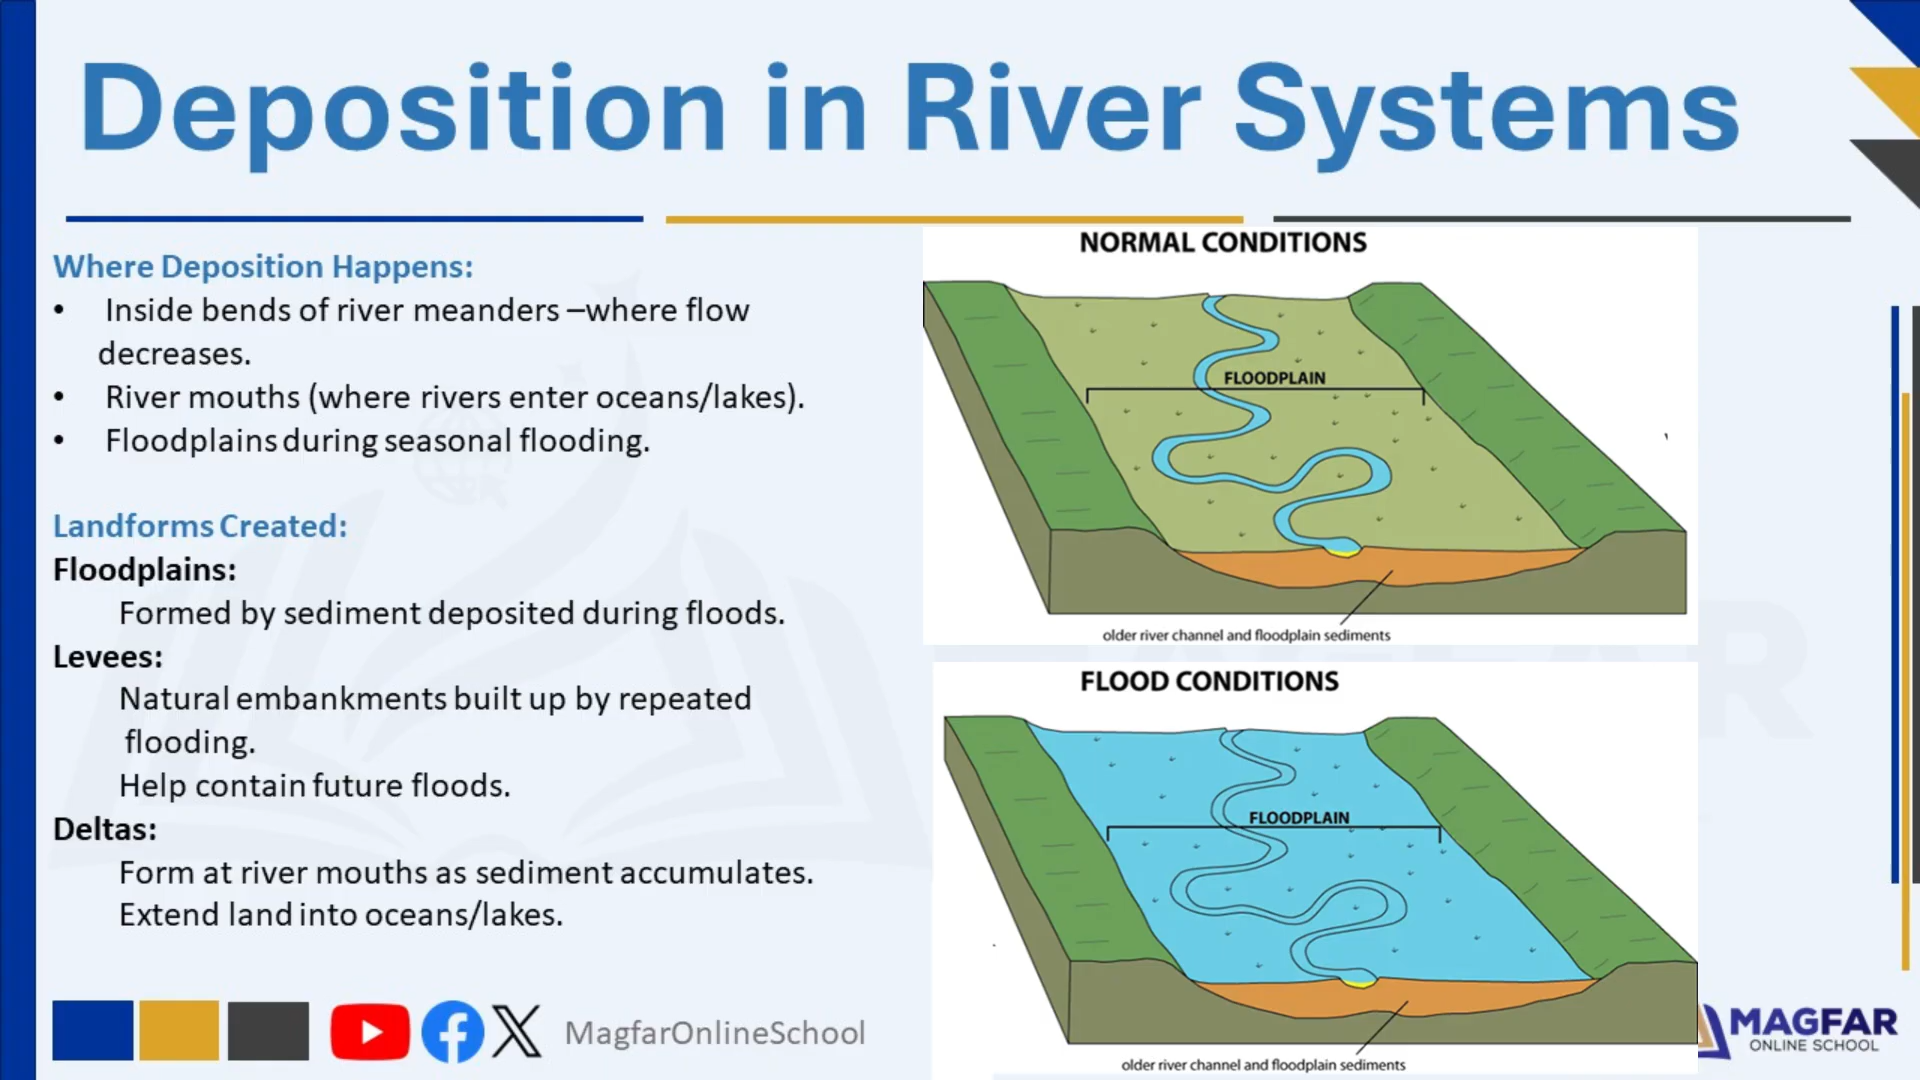 Deposition in River Systems
Where Deposition Happens:
• Inside bends of river meanders –where flow
decreases.
• River mouths (where rivers enter oceans/lakes).
• Floodplains during seasonal flooding.
Landforms Created:
Floodplains:
Formed by sediment deposited during floods.
Levees:
Natural embankments built up by repeated
flooding.
Help contain future floods.
Deltas:
Form at river mouths as sediment accumulates.
Extend land into oceans/lakes.
NORMAL CONDITIONS
FLOODPLAIN
older river channel and floodplain sediments
FLOOD CONDITIONS
FLOODPLAIN
older river channel and floodplain sediments
MagfarOnlineSchool
MAGFAR
ONLINE SCHOOL